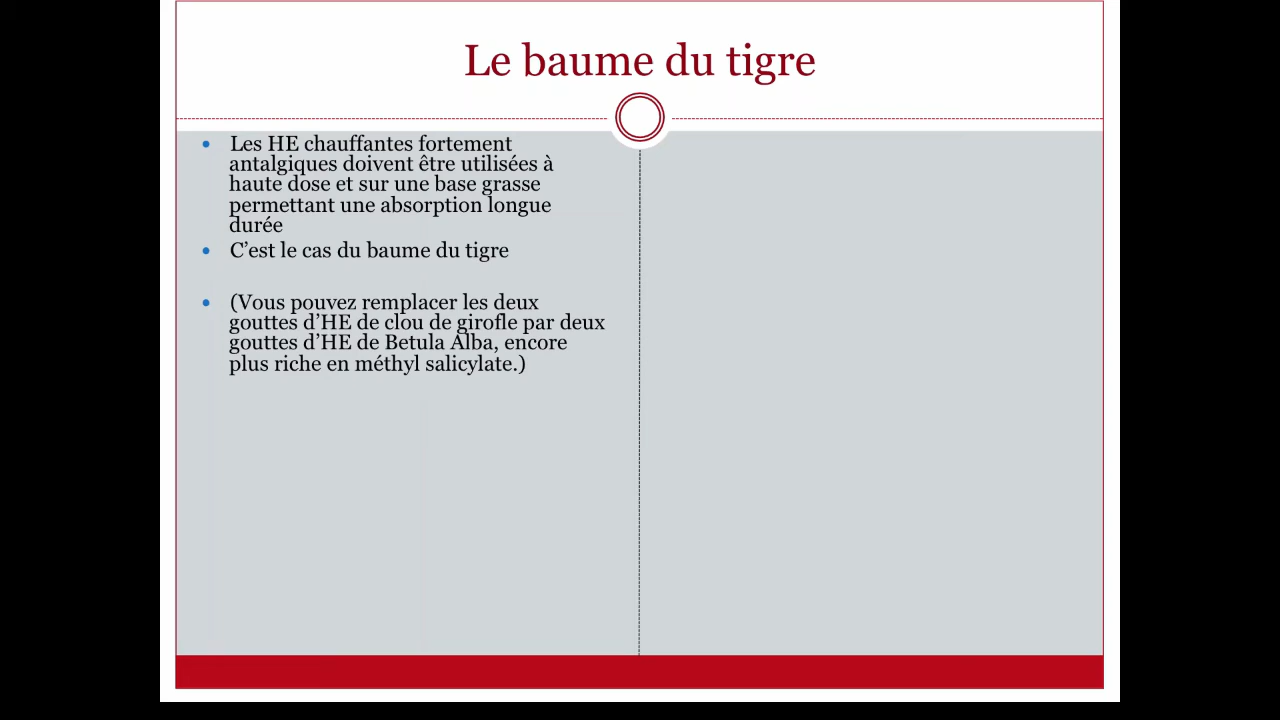 Le baume du tigre
• Les HE chauffantes fortement
antalgiques doivent être utilisées à
haute dose et sur une base grasse
permettant une absorption longue
durée
• C’est le cas du baume du tigre
• (Vous pouvez remplacer les deux
gouttes d’HE de clou de girofle par deux
gouttes d’HE de Betula Alba, encore
plus riche en méthyl salicylate.)